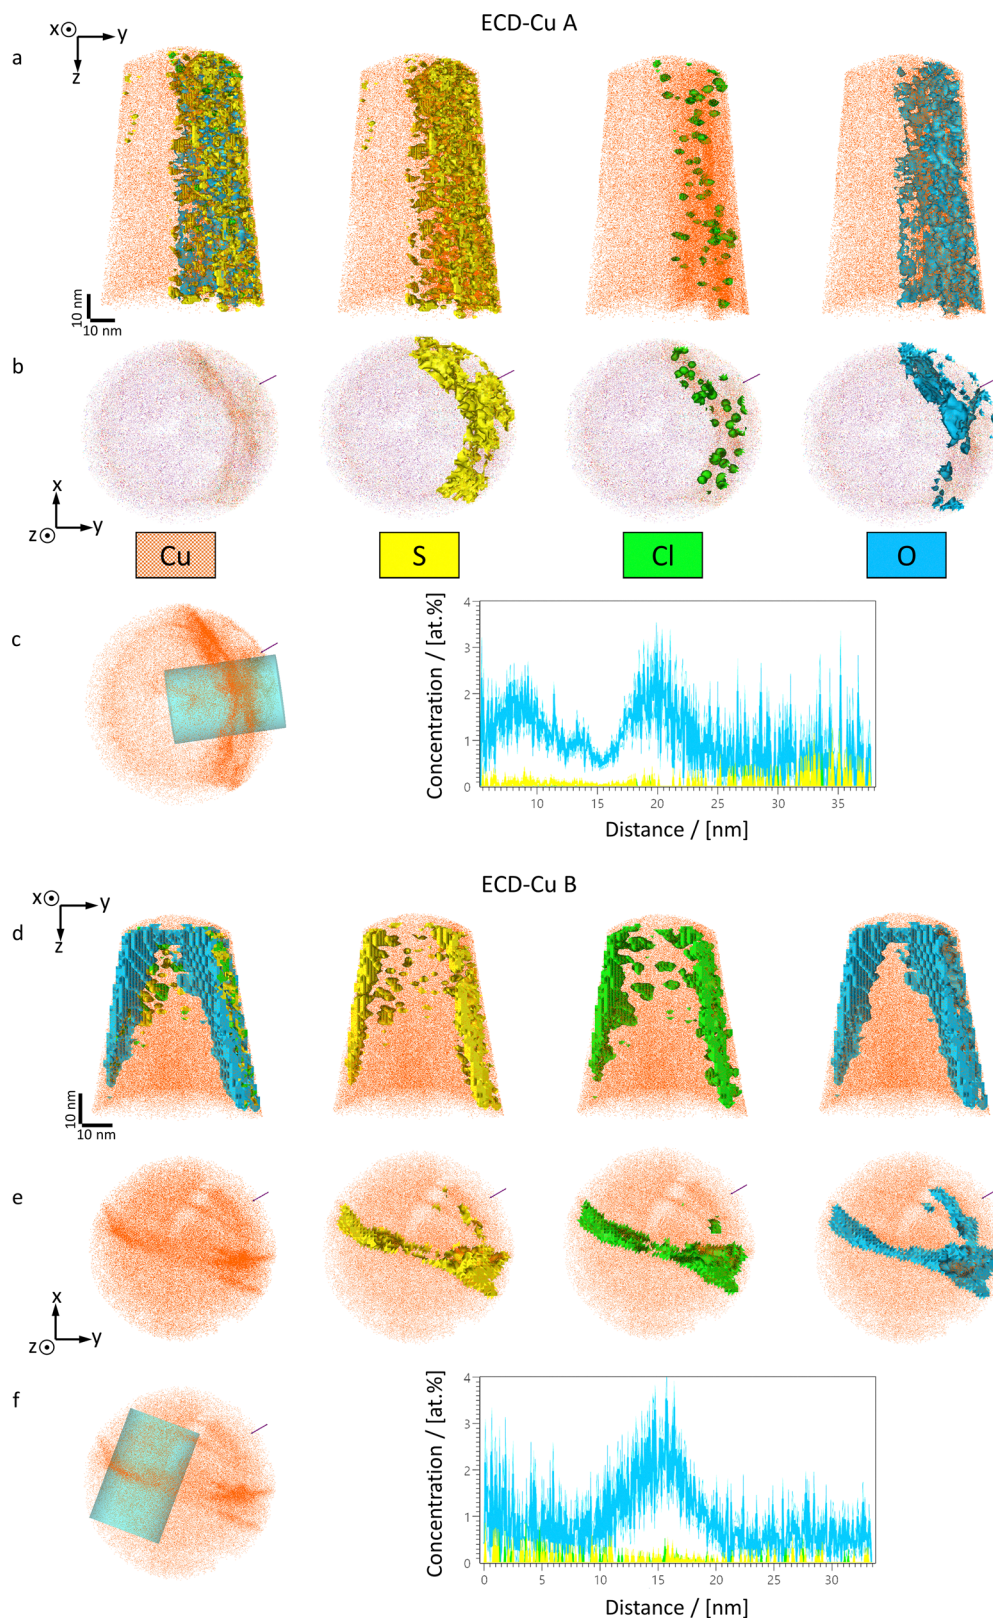 ECD-Cu A
x y
z
a
10 nm
10 nm
b
x
z y
Cu S Cl O
c
Concentration / [at.%]
4
3
2
1
0
10 15 20 25 30 35
Distance / [nm]
ECD-Cu B
x y
z
d
10 nm
10 nm
e
x
z y
f
Concentration / [at.%]
4
3
2
1
0
0 5 10 15 20 25 30
Distance / [nm]